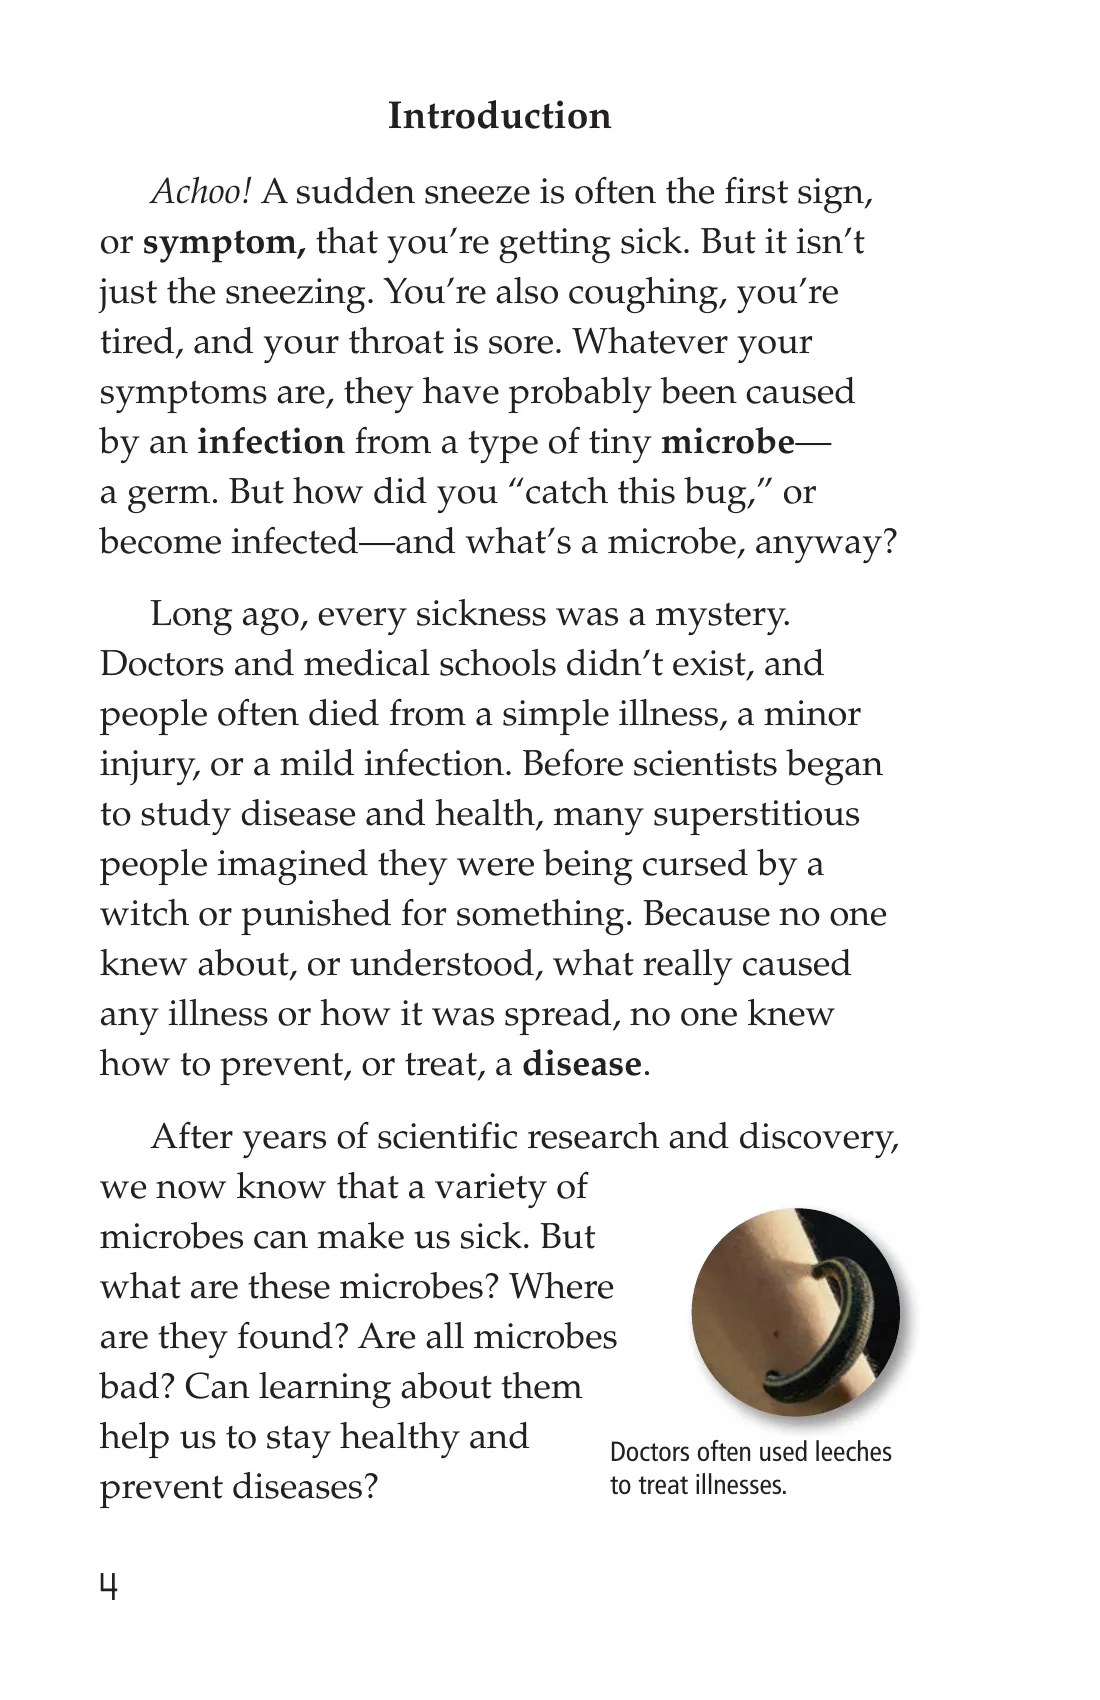 Introduction
Achoo! A sudden sneeze is often the first sign,
or symptom, that you’re getting sick. But it isn’t
just the sneezing. You’re also coughing, you’re
tired, and your throat is sore. Whatever your
symptoms are, they have probably been caused
by an infection from a type of tiny microbe—
a germ. But how did you “catch this bug,” or
become infected—and what’s a microbe, anyway?
Long ago, every sickness was a mystery.
Doctors and medical schools didn’t exist, and
people often died from a simple illness, a minor
injury, or a mild infection. Before scientists began
to study disease and health, many superstitious
people imagined they were being cursed by a
witch or punished for something. Because no one
knew about, or understood, what really caused
any illness or how it was spread, no one knew
how to prevent, or treat, a disease.
After years of scientific research and discovery,
we now know that a variety of
microbes can make us sick. But
what are these microbes? Where
are they found? Are all microbes
bad? Can learning about them
help us to stay healthy and
prevent diseases?
Doctors often used leeches
to treat illnesses.
4